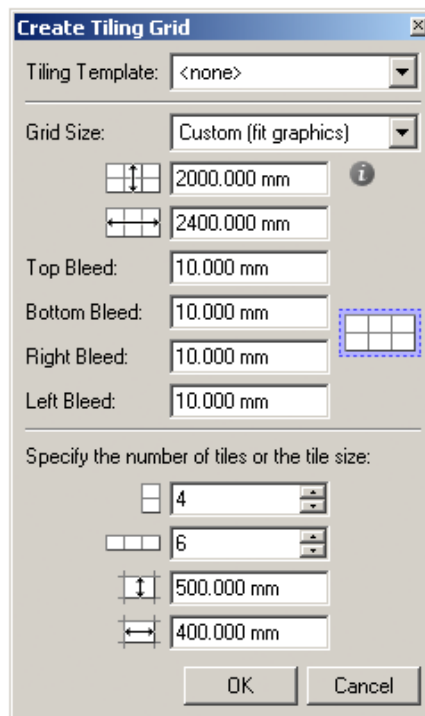 Create Tiling Grid
Tiling Template: <none>
Grid Size: Custom (fit graphics)
2000.000 mm
2400.000 mm
Top Bleed: 10.000 mm
Bottom Bleed: 10.000 mm
Right Bleed: 10.000 mm
Left Bleed: 10.000 mm
Specify the number of tiles or the tile size:
4
6
500.000 mm
400.000 mm
OK Cancel